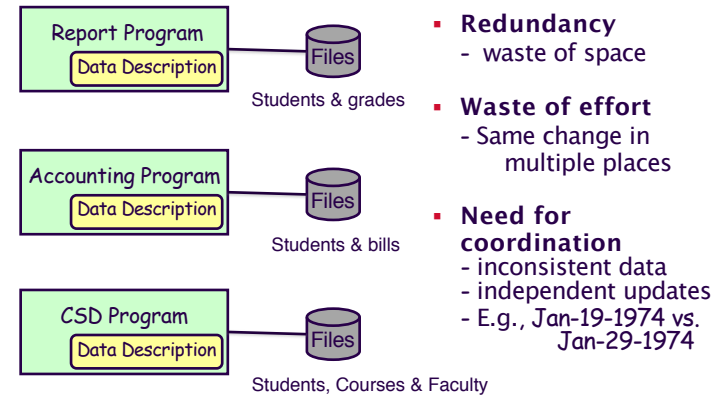 Report Program
Data Description
Files
Students & grades
Accounting Program
Data Description
Files
Students & bills
CSD Program
Data Description
Files
Students, Courses & Faculty
▪ Redundancy
- waste of space
▪ Waste of effort
- Same change in
multiple places
▪ Need for
coordination
- inconsistent data
- independent updates
- E.g., Jan-19-1974 vs.
Jan-29-1974